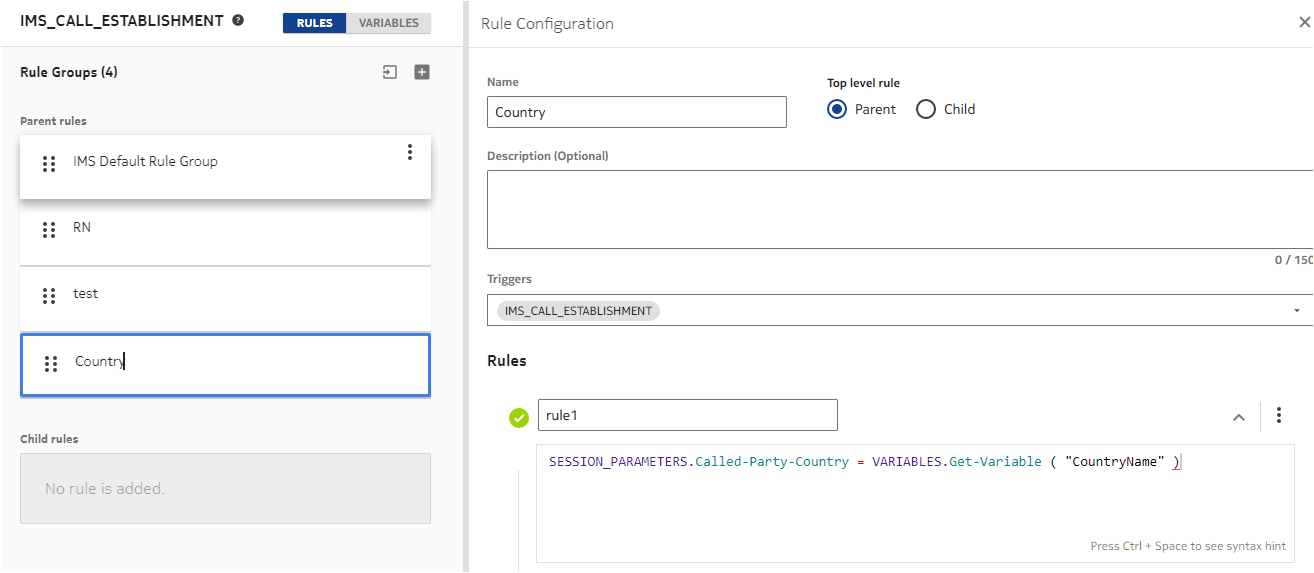 IMS_CALL_ESTABLISHMENT ?
RULES VARIABLES
Rule Groups (4)
Parent rules
IMS Default Rule Group
RN
test
Country
Child rules
No rule is added.
Rule Configuration
Name
Top level rule
Country
Parent
Child
Description (Optional)
0 / 150
Triggers
IMS_CALL_ESTABLISHMENT
Rules
rule1
SESSION_PARAMETERS.Called-Party-Country = VARIABLES.Get-Variable ( "CountryName" )
Press Ctrl + Space to see syntax hint